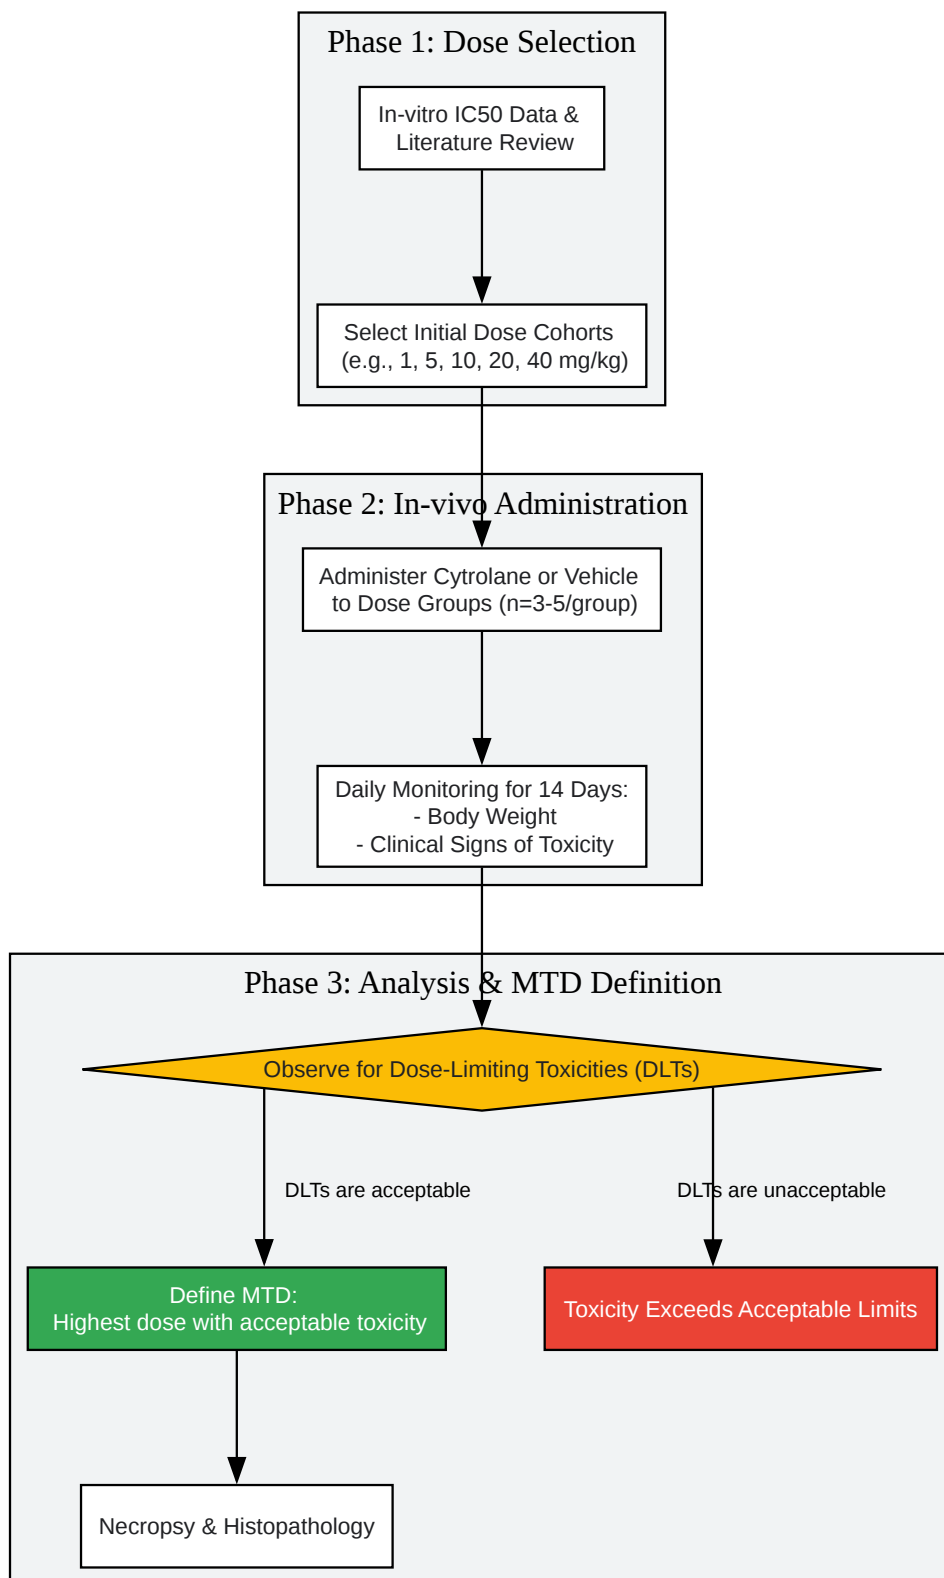 Phase 1: Dose Selection
In-vitro IC50 Data &
Literature Review
Select Initial Dose Cohorts
(e.g., 1, 5, 10, 20, 40 mg/kg)
Phase 2: In-vivo Administration
Administer Cytrolane or Vehicle
to Dose Groups (n=3-5/group)
Daily Monitoring for 14 Days:
- Body Weight
- Clinical Signs of Toxicity
Phase 3: Analysis & MTD Definition
Observe for Dose-Limiting Toxicities (DLTs)
DLTs are acceptable
DLTs are unacceptable
Define MTD:
Highest dose with acceptable toxicity
Toxicity Exceeds Acceptable Limits
Necropsy & Histopathology